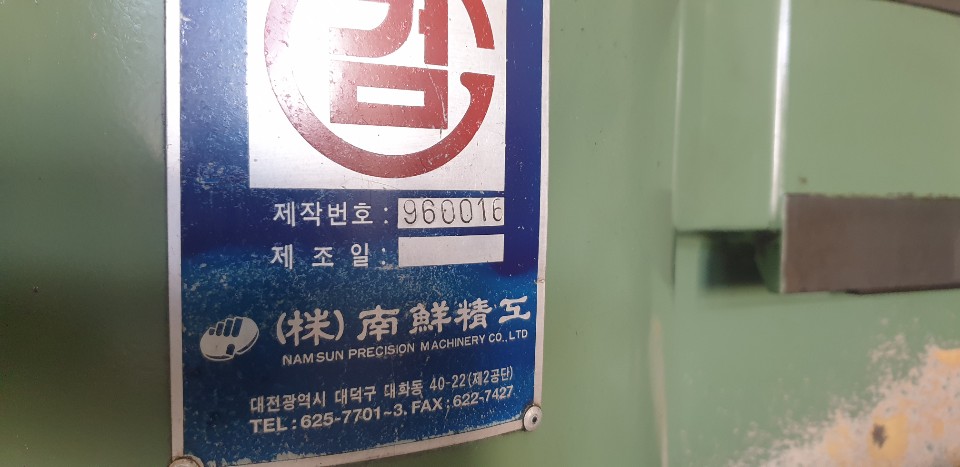 검
제작번호 : 960016
제 조 일 :
(株) 南鮮精工
NAMSUN PRECISION MACHINERY CO., LTD
대전광역시 대덕구 대화동 40-22 (제2공단)
TEL : 625-7701~3. FAX : 622-7427